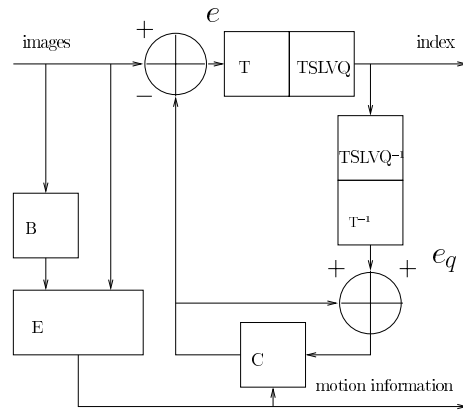 e
+
images
index
T
TSLVQ
−
TSLVQ⁻¹
B
T⁻¹
e_q
+
+
E
C
motion information